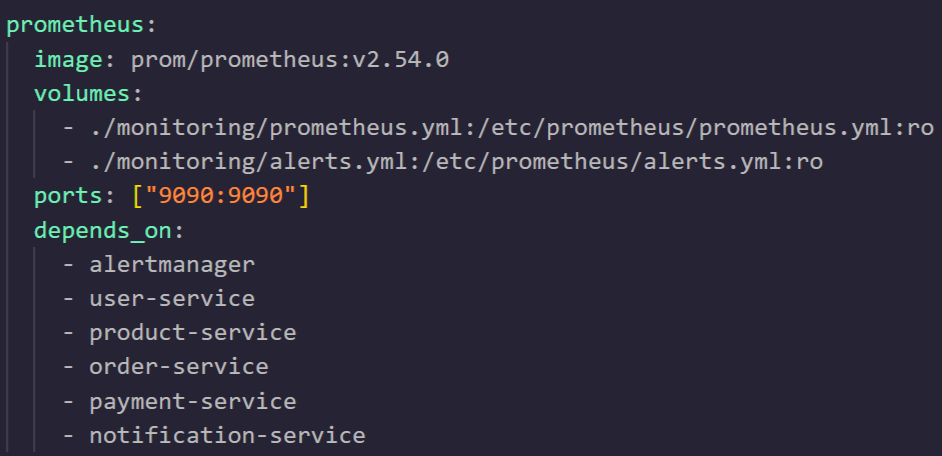 prometheus:
  image: prom/prometheus:v2.54.0
  volumes:
    - ./monitoring/prometheus.yml:/etc/prometheus/prometheus.yml:ro
    - ./monitoring/alerts.yml:/etc/prometheus/alerts.yml:ro
  ports: ["9090:9090"]
  depends_on:
    - alertmanager
    - user-service
    - product-service
    - order-service
    - payment-service
    - notification-service